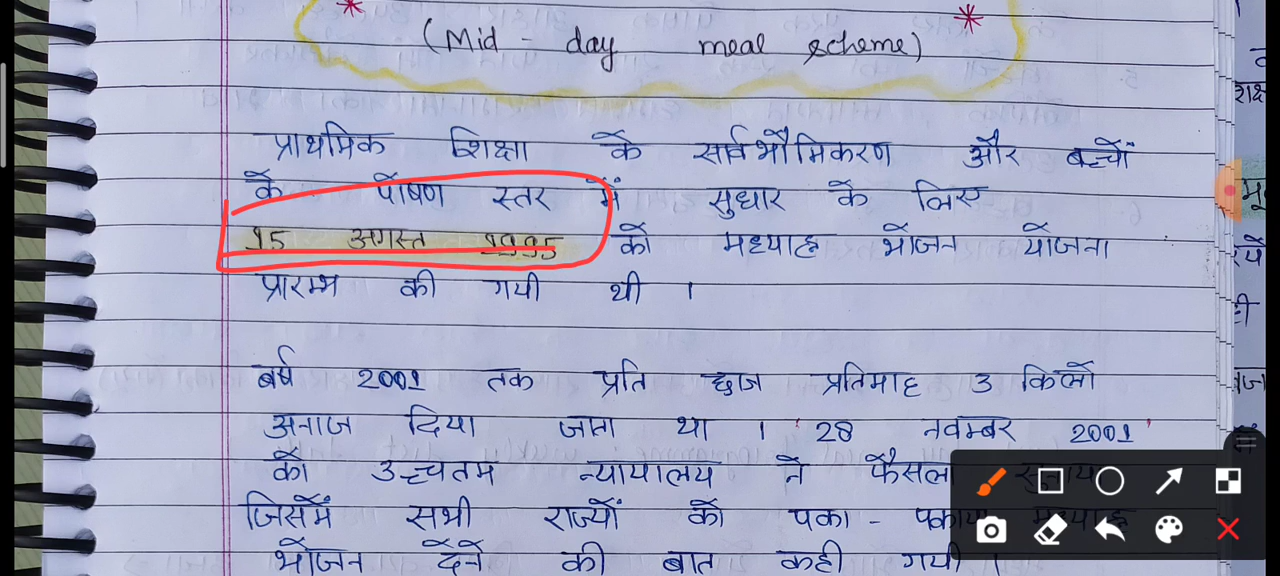 (Mid - day meal scheme)
प्राथमिक शिक्षा के सार्वभौमिकरण और बच्चों
के पोषण स्तर में सुधार के लिए
15 अगस्त 1995 को मध्याह्न भोजन योजना
प्रारम्भ की गयी थी ।
वर्ष 2001 तक प्रति छात्र प्रतिमाह 3 किलो
अनाज दिया जाता था । 28 नवम्बर 2001
को उच्चतम न्यायालय ने फैसला
जिसमें सभी राज्यों को पका - पकाया मध्याह्न
भोजन देने की बात कही गयी ।